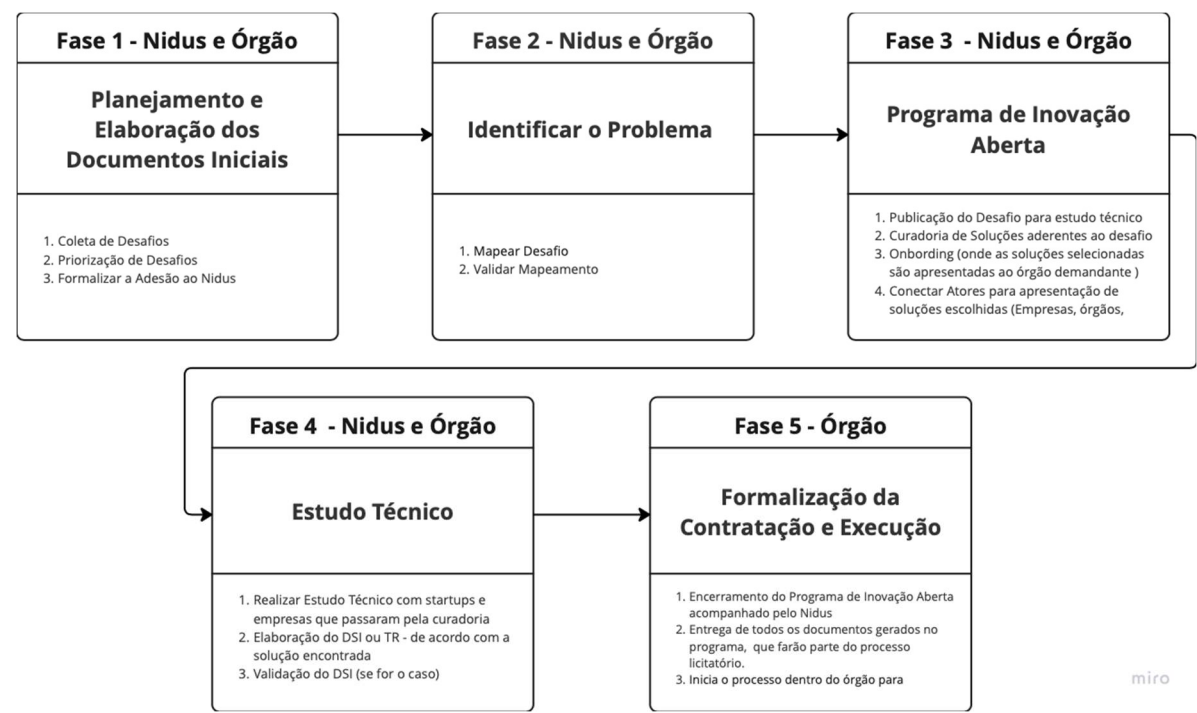 Fase 1 - Nidus e Órgão
Planejamento e
Elaboração dos
Documentos Iniciais
1. Coleta de Desafios
2. Priorização de Desafios
3. Formalizar a Adesão ao Nidus
Fase 2 - Nidus e Órgão
Identificar o Problema
1. Mapear Desafio
2. Validar Mapeamento
Fase 3 - Nidus e Órgão
Programa de Inovação
Aberta
1. Publicação do Desafio para estudo técnico
2. Curadoria de Soluções aderentes ao desafio
3. Onbording (onde as soluções selecionadas
são apresentadas ao órgão demandante )
4. Conectar Atores para apresentação de
soluções escolhidas (Empresas, órgãos,
Fase 4 - Nidus e Órgão
Estudo Técnico
1. Realizar Estudo Técnico com startups e
empresas que passaram pela curadoria
2. Elaboração do DSI ou TR - de acordo com a
solução encontrada
3. Validação do DSI (se for o caso)
Fase 5 - Órgão
Formalização da
Contratação e Execução
1. Encerramento do Programa de Inovação Aberta
acompanhado pelo Nidus
2. Entrega de todos os documentos gerados no
programa, que farão parte do processo
licitatório.
3. Inicia o processo dentro do órgão para
miro